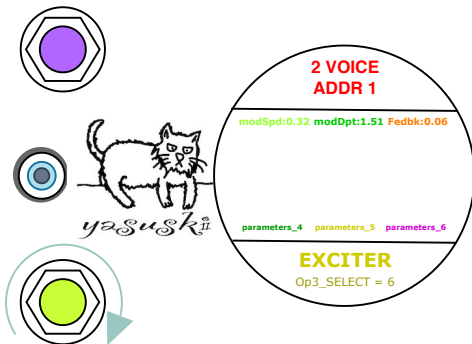 2 VOICE
ADDR 1
modSpd:0.32 modDpt:1.51 Fedbk:0.06
yasuski II
parameters_4 parameters_5 parameters_6
EXCITER
Op3_SELECT = 6